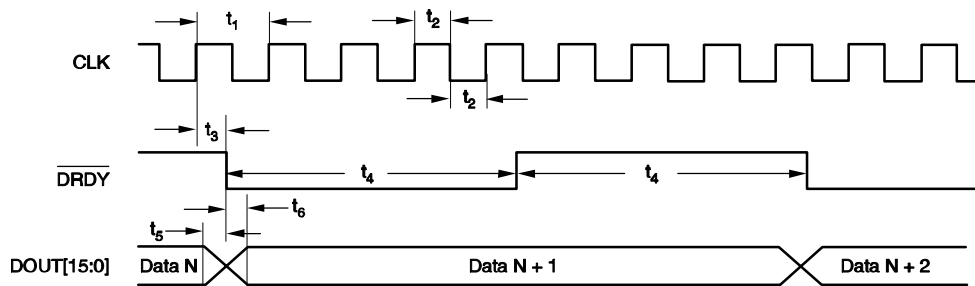 t1
t2
CLK
t2
t3
DRDY
t4
t4
t6
t5
DOUT[15:0]
Data N
Data N + 1
Data N + 2